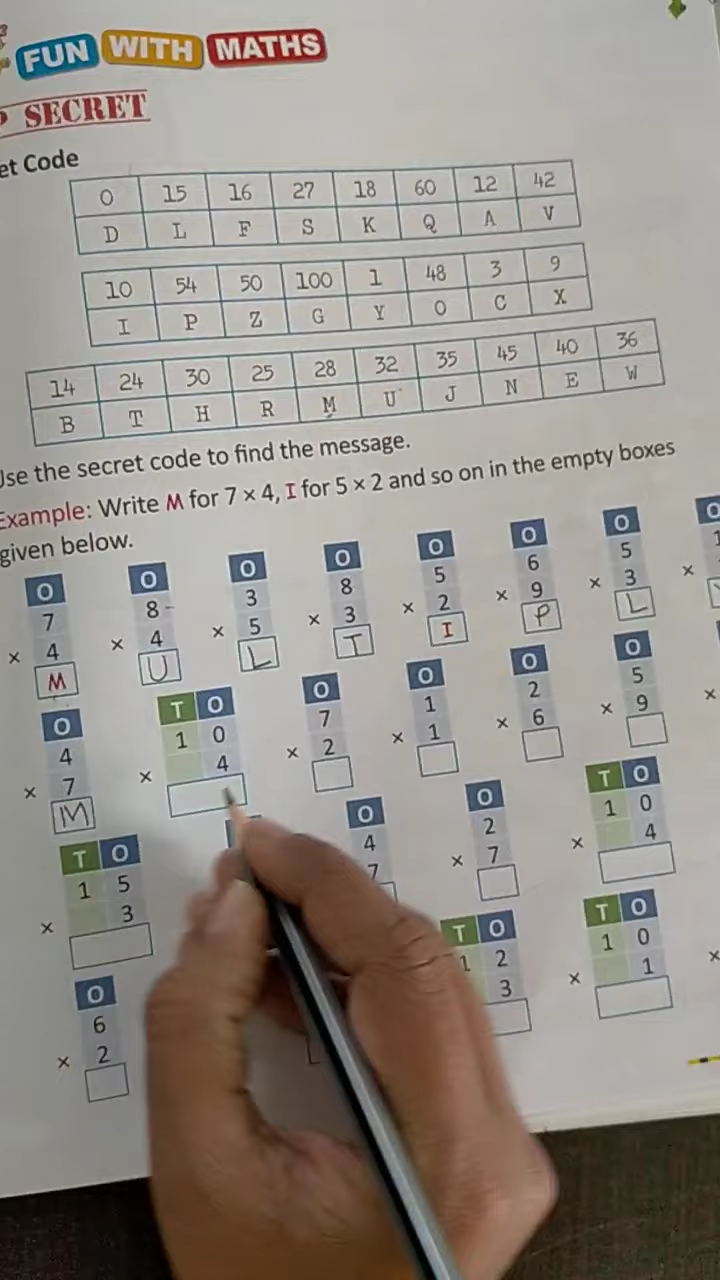 FUN WITH MATHS
SECRET
Code
0 15 16 27 18 60 12 42
D L F S K Q A V
10 54 50 100 1 48 3 9
I P Z G Y O C X
14 24 30 25 28 32 35 45 40 36
B T H R M U J N E W
Use the secret code to find the message.
Example: Write M for 7 × 4, I for 5 × 2 and so on in the empty boxes
given below.
O O O O O O O O
7 8 3 8 5 6 5
× 4 × 4 × 5 × 3 × 2 × 9 × 3 ×
M U L T I P L
O T O O O O O
4 1 0 7 1 2 5
× 7 × 4 × 2 × 1 × 6 × 9 ×
M
T O O O T O
1 5 4 2 1 0
× 3 7 × 7 × 4
O T O T O
6 1 2 1 0
× 2 3 × 1 ×